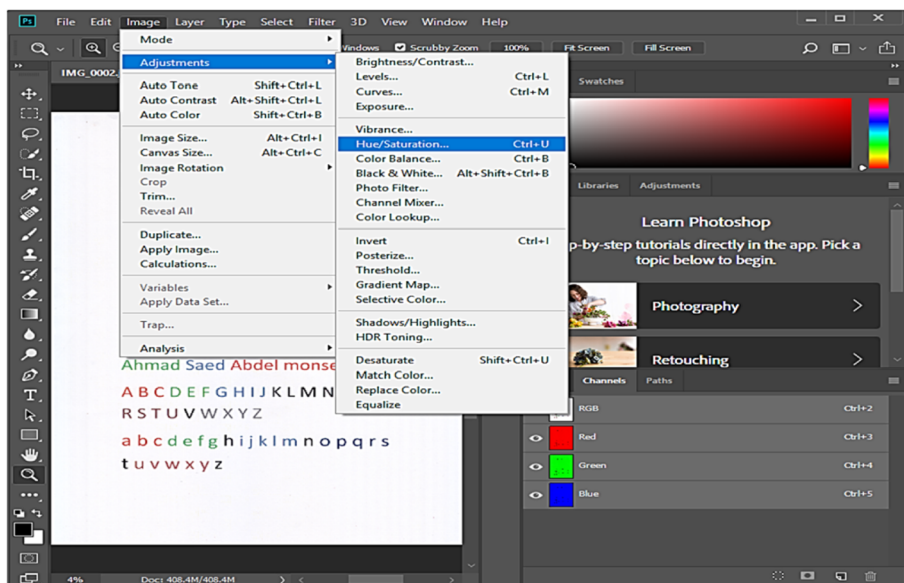 Ps File Edit Image Layer Type Select Filter 3D View Window Help
Windows Scrubby Zoom 100% Fit Screen Fill Screen
IMG_0002.
Mode
Adjustments
Auto Tone Shift+Ctrl+L
Auto Contrast Alt+Shift+Ctrl+L
Auto Color Shift+Ctrl+B
Image Size... Alt+Ctrl+I
Canvas Size... Alt+Ctrl+C
Image Rotation
Crop
Trim...
Reveal All
Duplicate...
Apply Image...
Calculations...
Variables
Apply Data Set...
Trap...
Analysis
Brightness/Contrast...
Levels... Ctrl+L
Curves... Ctrl+M
Exposure...
Vibrance...
Hue/Saturation... Ctrl+U
Color Balance... Ctrl+B
Black & White... Alt+Shift+Ctrl+B
Photo Filter...
Channel Mixer...
Color Lookup...
Invert Ctrl+I
Posterize...
Threshold...
Gradient Map...
Selective Color...
Shadows/Highlights...
HDR Toning...
Desaturate Shift+Ctrl+U
Match Color...
Replace Color...
Equalize
Ahmad Saed Abdel monse
A B C D E F G H I J K L M N
R S T U V W X Y Z
a b c d e f g h i j k l m n o p q r s
t u v w x y z
4% Doc: 408.4M/408.4M
Swatches
Libraries Adjustments
Learn Photoshop
p-by-step tutorials directly in the app. Pick a
topic below to begin.
Photography
Retouching
Channels Paths
RGB Ctrl+2
Red Ctrl+3
Green Ctrl+4
Blue Ctrl+5